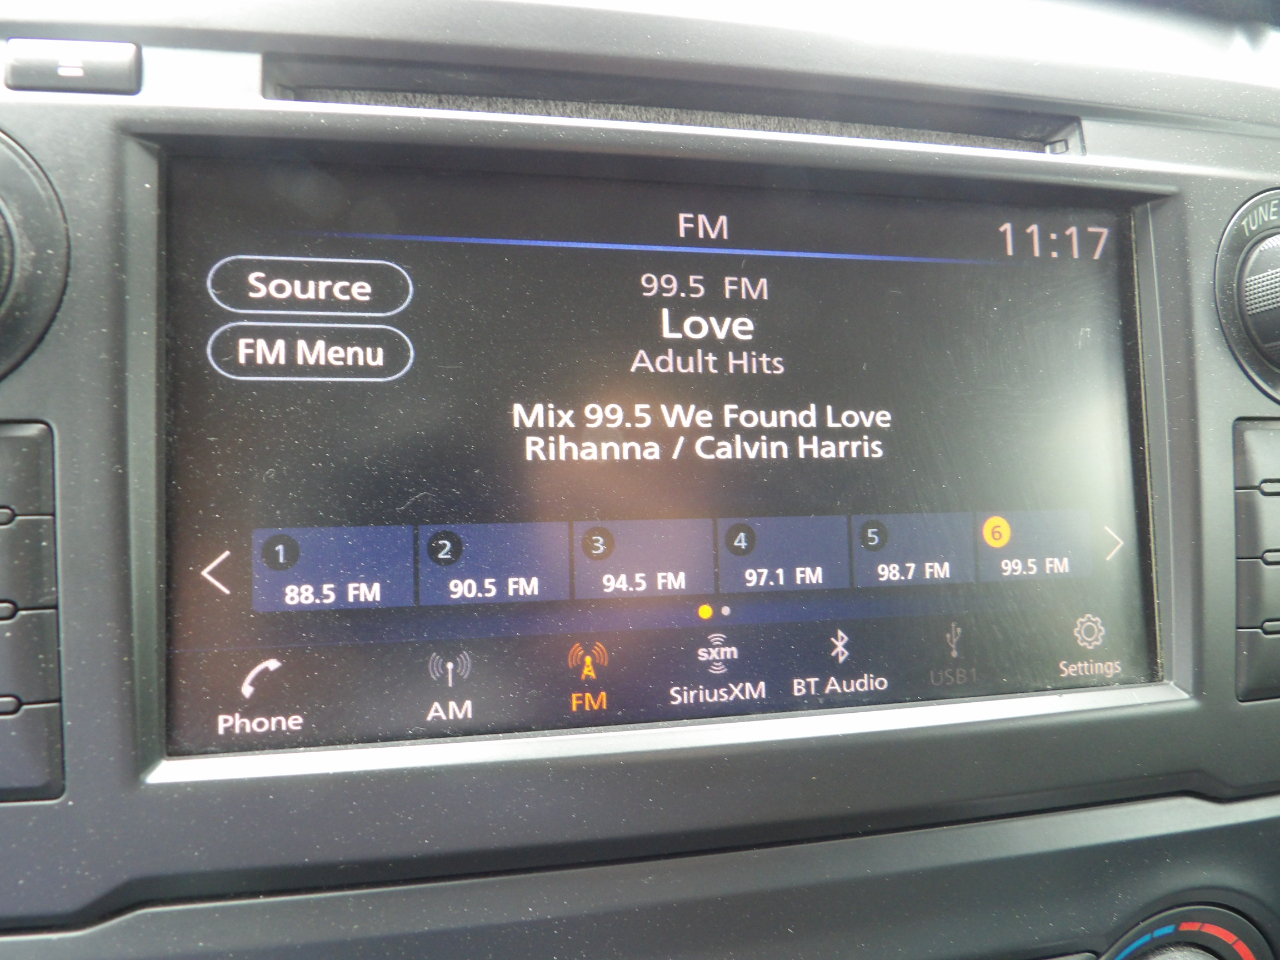 TUNE
FM
11:17
Source
FM Menu
99.5 FM
Love
Adult Hits
Mix 99.5 We Found Love
Rihanna / Calvin Harris
1
88.5 FM
2
90.5 FM
3
94.5 FM
4
97.1 FM
5
98.7 FM
6
99.5 FM
Phone
AM
FM
sxm
SiriusXM
BT Audio
USB1
Settings